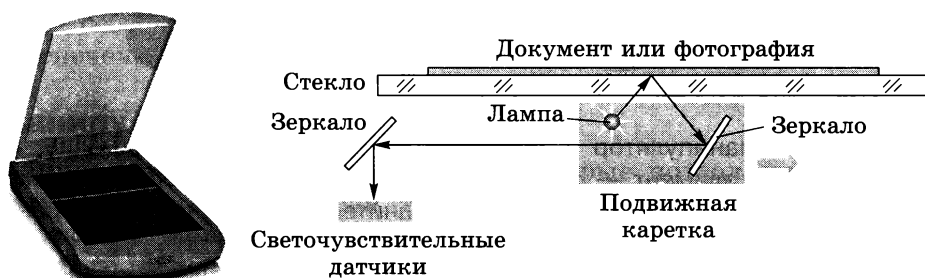 Документ или фотография
Стекло
Лампа
Зеркало
Зеркало
Подвижная
каретка
Светочувствительные
датчики